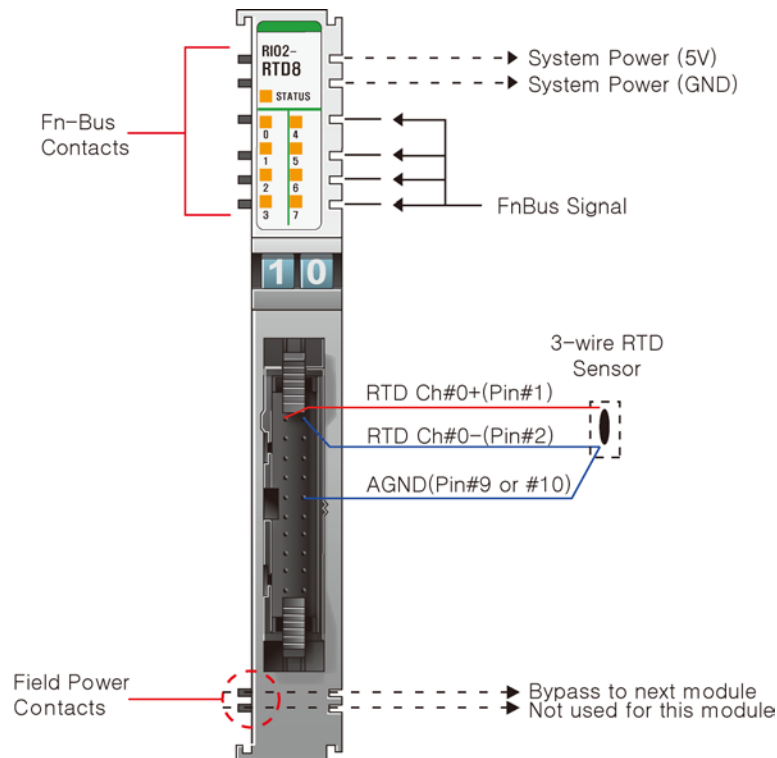 RIO2-
RTD8
STATUS
0 4
1 5
2 6
3 7
System Power (5V)
System Power (GND)
Fn-Bus
Contacts
FnBus Signal
1 0
3-wire RTD
Sensor
RTD Ch#0+(Pin#1)
RTD Ch#0-(Pin#2)
AGND(Pin#9 or #10)
Field Power
Contacts
Bypass to next module
Not used for this module